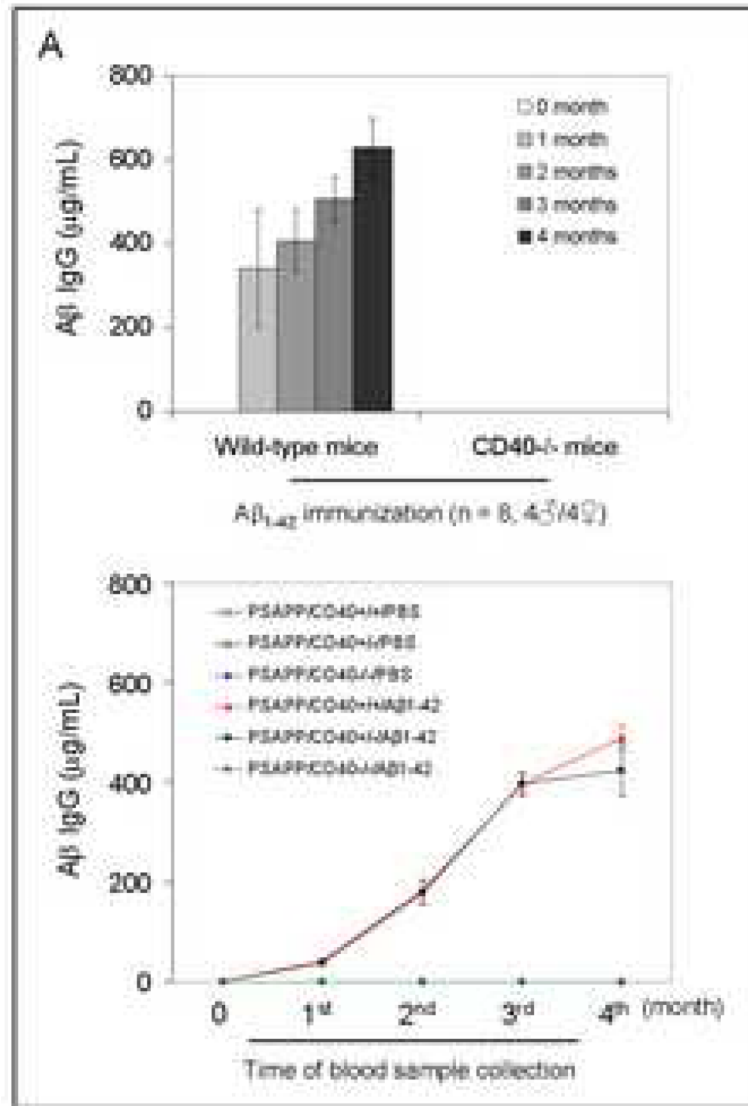 A
800
600
400
200
0
Aβ IgG (μg/mL)
0 month
1 month
2 months
3 months
4 months
Wild-type mice CD40-/- mice
Aβ1-42 immunization (n = 8, 4♂/4♀)
800
600
400
200
0
Aβ IgG (μg/mL)
PSAPP/CD40+/+/PBS
PSAPP/CD40+/-/PBS
PSAPP/CD40-/-/PBS
PSAPP/CD40+/+/Aβ1-42
PSAPP/CD40+/-/Aβ1-42
PSAPP/CD40-/-/Aβ1-42
0 1st 2nd 3rd 4th (month)
Time of blood sample collection